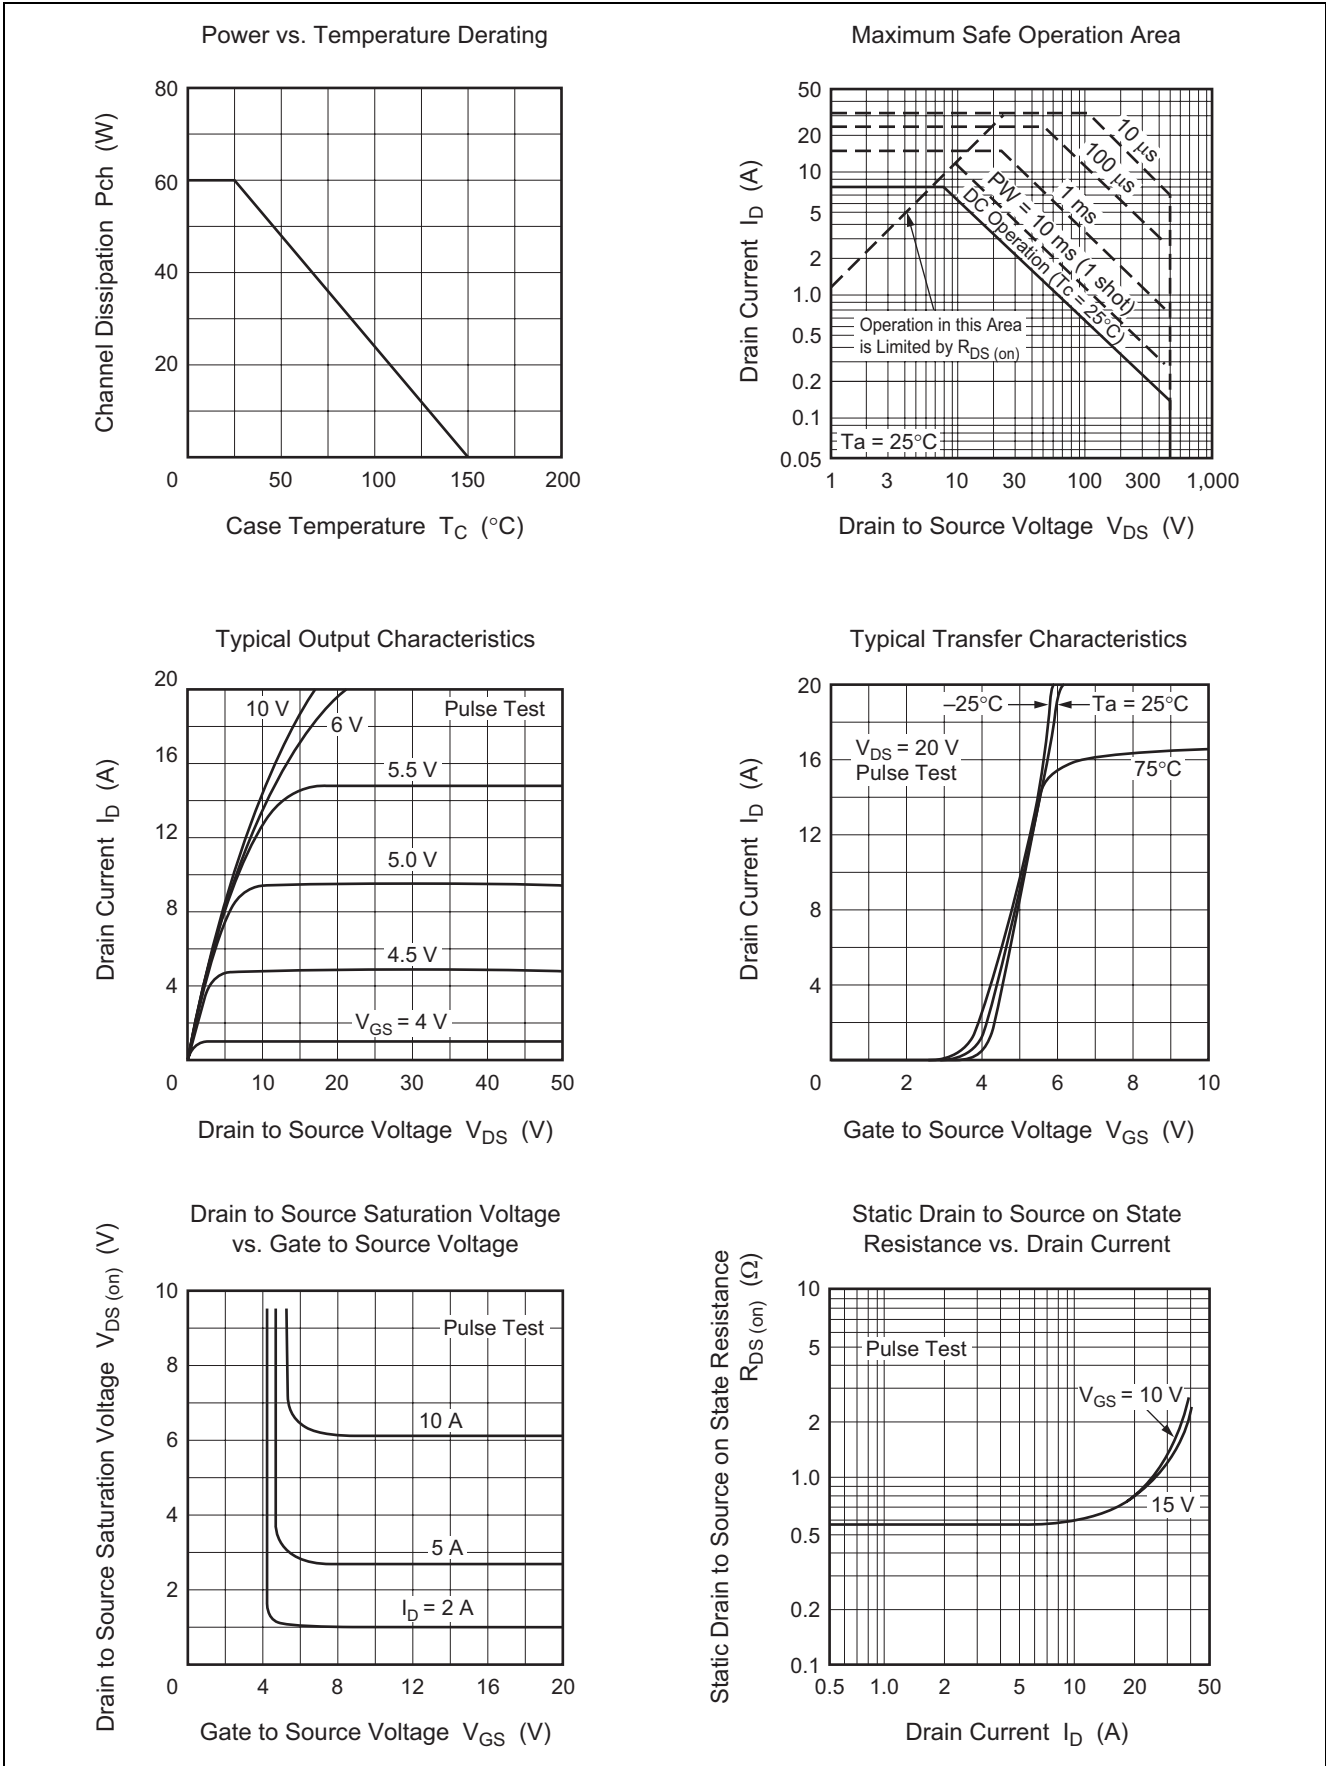 Power vs. Temperature Derating
Channel Dissipation Pch (W)
80
60
40
20
0 50 100 150 200
Case Temperature TC (°C)
Maximum Safe Operation Area
Drain Current ID (A)
50
20
10
5
2
1.0
0.5
0.2
0.1
0.05
10 μs
100 μs
1 ms
PW = 10 ms (1 shot)
DC Operation (Tc = 25°C)
Operation in this Area
is Limited by RDS (on)
Ta = 25°C
1 3 10 30 100 300 1,000
Drain to Source Voltage VDS (V)
Typical Output Characteristics
Drain Current ID (A)
20
16
12
8
4
10 V
6 V
Pulse Test
5.5 V
5.0 V
4.5 V
VGS = 4 V
0 10 20 30 40 50
Drain to Source Voltage VDS (V)
Typical Transfer Characteristics
Drain Current ID (A)
20
16
12
8
4
–25°C
Ta = 25°C
VDS = 20 V
Pulse Test
75°C
0 2 4 6 8 10
Gate to Source Voltage VGS (V)
Drain to Source Saturation Voltage
vs. Gate to Source Voltage
Drain to Source Saturation Voltage VDS (on) (V)
10
8
6
4
2
Pulse Test
10 A
5 A
ID = 2 A
0 4 8 12 16 20
Gate to Source Voltage VGS (V)
Static Drain to Source on State
Resistance vs. Drain Current
Static Drain to Source on State Resistance
RDS (on) (Ω)
10
5
2
1.0
0.5
0.2
0.1
Pulse Test
VGS = 10 V
15 V
0.5 1.0 2 5 10 20 50
Drain Current ID (A)